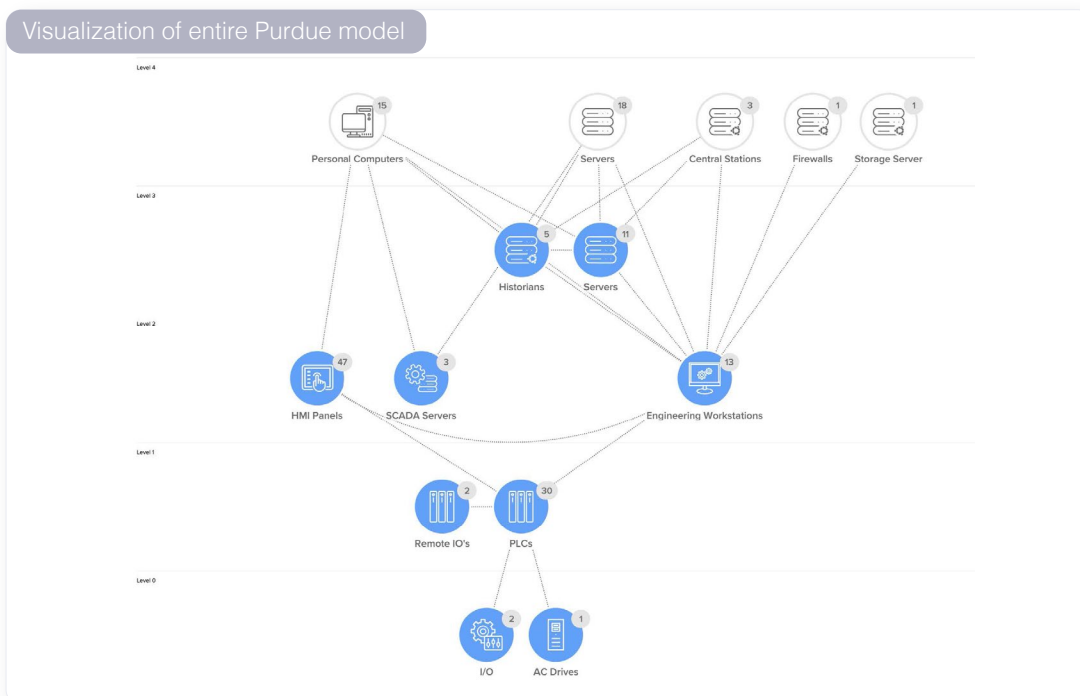 Visualization of entire Purdue model
Level 4
15
18
3
1
1
Personal Computers
Servers
Central Stations
Firewalls
Storage Server
Level 3
5
11
Historians
Servers
Level 2
47
3
13
HMI Panels
SCADA Servers
Engineering Workstations
Level 1
2
30
Remote IO's
PLCs
Level 0
2
1
I/O
AC Drives